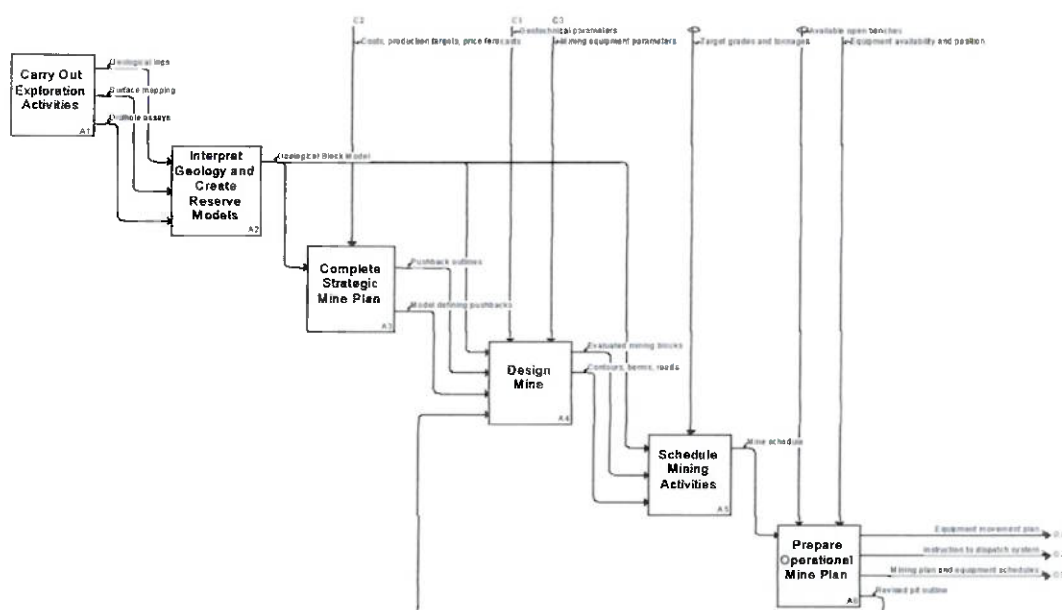 C2
C1
C3
Geotechnical parameters
Available open benches
Costs, production targets, price forecasts
Mining equipment parameters
Target grades and tonnages
Equipment availability and position
Geological logs
Carry Out
Exploration
Activities
Surface mapping
Drillhole assays
A1
Interpret
Geology and
Create
Reserve
Models
A2
Geological Block Model
Complete
Strategic
Mine Plan
A3
Pushback outlines
Model defining pushbacks
Design
Mine
A4
Evaluated mining blocks
Contours, berms, roads
Schedule
Mining
Activities
A5
Mine schedule
Prepare
Operational
Mine Plan
Equipment movement plan
Instruction to dispatch system
Mining plan and equipment schedules
Revised pit outline